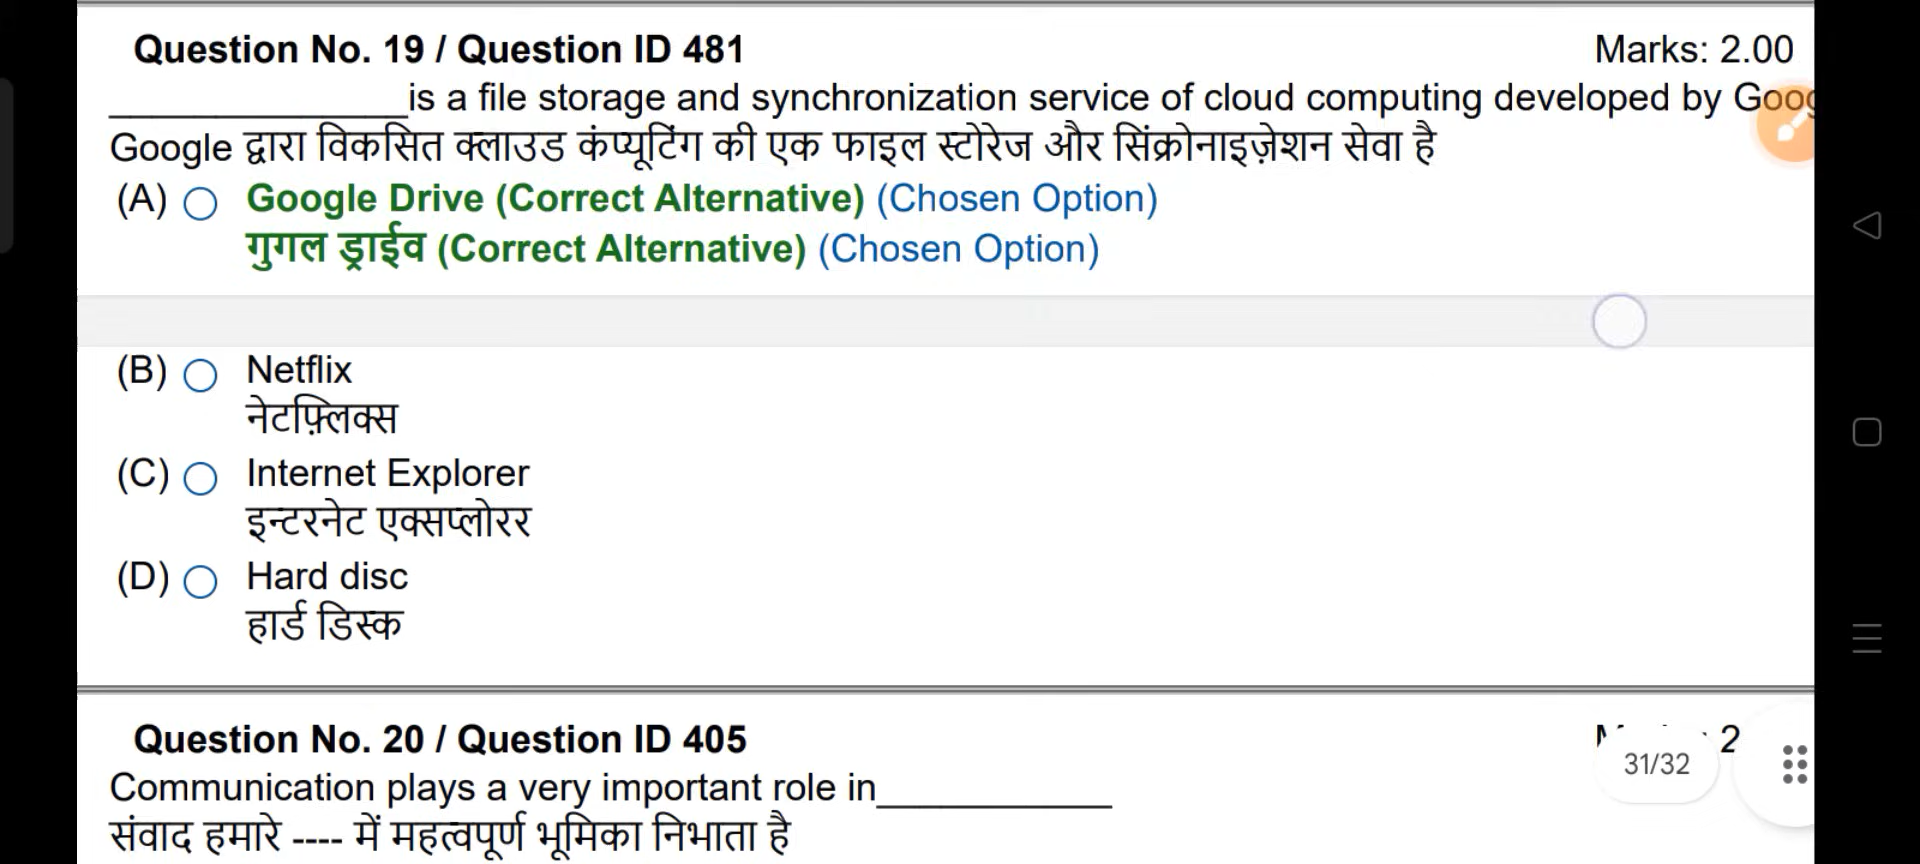 Question No. 19 / Question ID 481 Marks: 2.00
______________is a file storage and synchronization service of cloud computing developed by
Google द्वारा विकसित क्लाउड कंप्यूटिंग की एक फाइल स्टोरेज और सिंक्रोनाइज़ेशन सेवा है
(A) Google Drive (Correct Alternative) (Chosen Option)
गुगल ड्राईव (Correct Alternative) (Chosen Option)
(B) Netflix
नेटफ़्लिक्स
(C) Internet Explorer
इन्टरनेट एक्सप्लोरर
(D) Hard disc
हार्ड डिस्क
Question No. 20 / Question ID 405 2
31/32
Communication plays a very important role in___________
संवाद हमारे ---- में महत्वपूर्ण भूमिका निभाता है